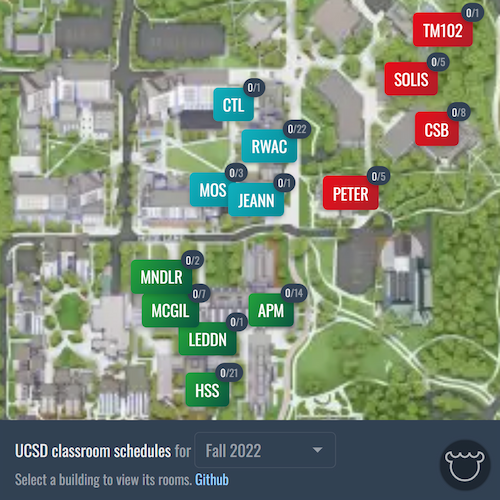 0/1
TM102
0/5
SOLIS
0/1
CTL
0/8
CSB
0/22
RWAC
0/3
MOS
0/1
JEANN
0/5
PETER
0/2
MNDLR
0/7
MCGIL
0/14
APM
0/1
LEDDN
0/21
HSS
UCSD classroom schedules for Fall 2022
Select a building to view its rooms. Github